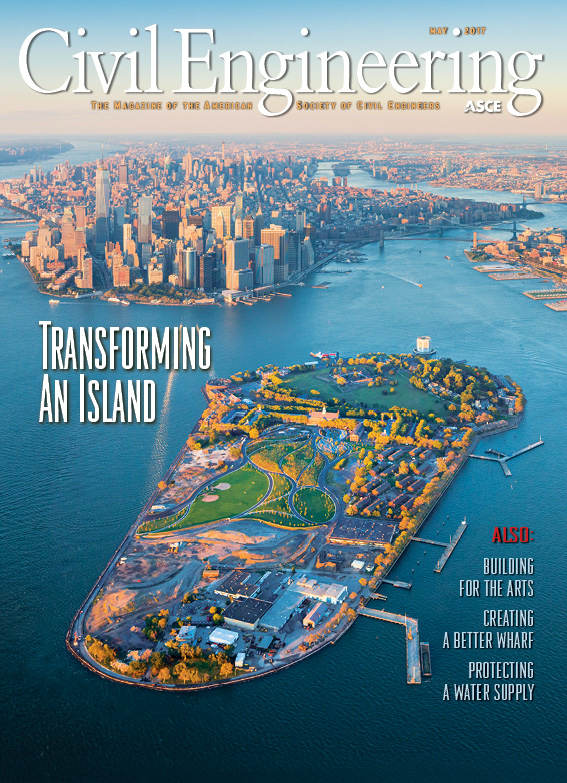 MAY 2017
Civil Engineering
THE MAGAZINE OF THE AMERICAN SOCIETY OF CIVIL ENGINEERS ASCE
TRANSFORMING
AN ISLAND
ALSO:
BUILDING
FOR THE ARTS
CREATING
A BETTER WHARF
PROTECTING
A WATER SUPPLY